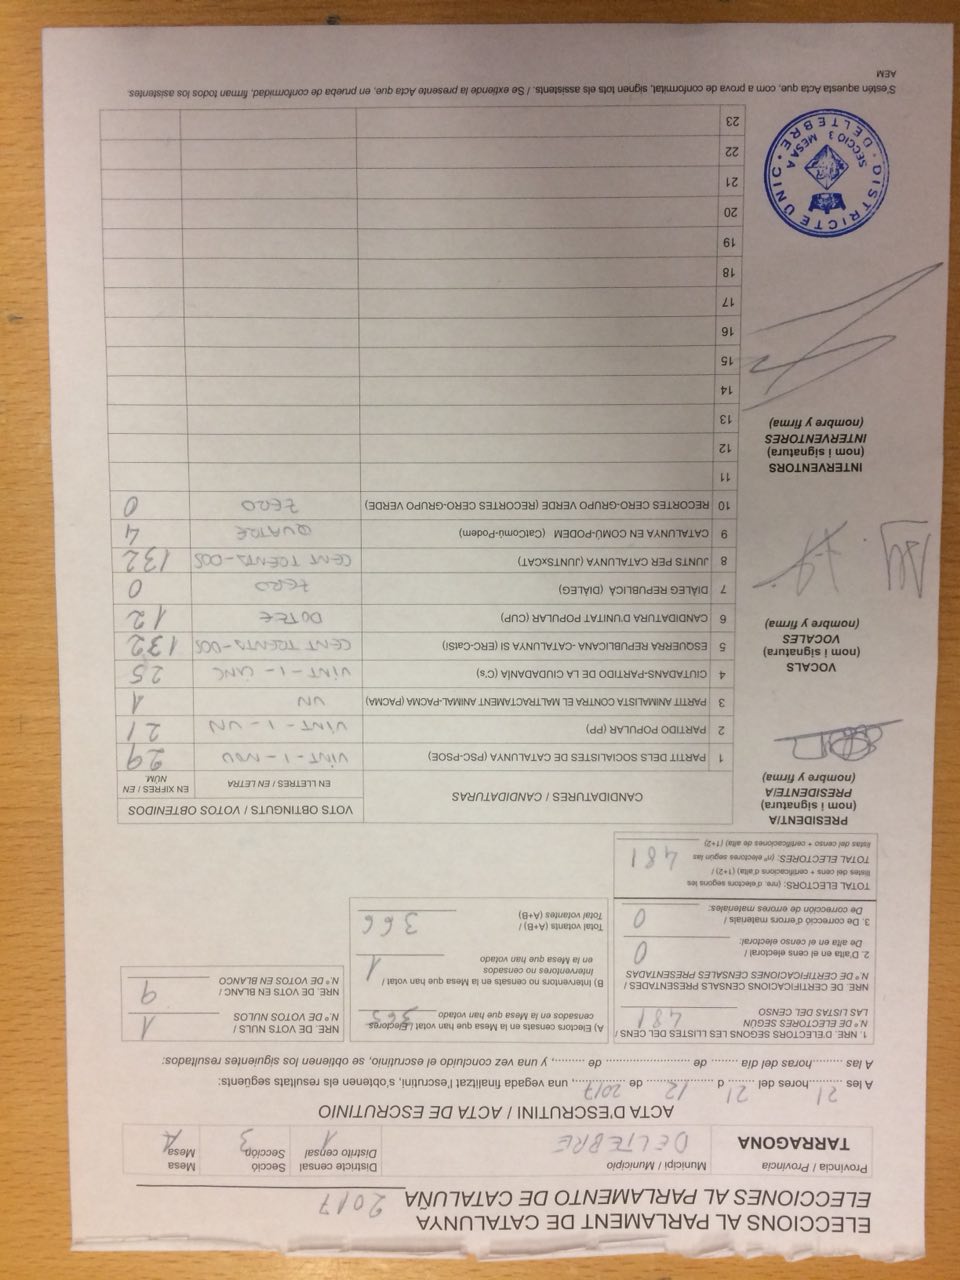 ELECCIONS AL PARLAMENT DE CATALUNYA
ELECCIONES AL PARLAMENTO DE CATALUÑA 2017
Província / Provincia
TARRAGONA
Municipi / Municipio
DELTEBRE
Districte censal
Distrito censal 1
Secció
Sección 3
Mesa
Mesa A
ACTA D'ESCRUTINI / ACTA DE ESCRUTINIO
A les 21 hores del 21 d 12 de 2017, una vegada finalitzat l'escrutini, s'obtenen els resultats següents:
A las ......... horas del día ....... de ................. de ........, y una vez concluido el escrutinio, se obtienen los siguientes resultados:
1. NRE. D'ELECTORS SEGONS LES LLISTES DEL CENS /
N.º DE ELECTORES SEGÚN
LAS LISTAS DEL CENSO 481
NRE. DE CERTIFICACIONS CENSALS PRESENTADES /
N.º DE CERTIFICACIONES CENSALES PRESENTADAS
2. D'alta en el cens electoral /
De alta en el censo electoral: 0
3. De correcció d'errors materials /
De corrección de errores materiales: 0
TOTAL ELECTORS: (nre. d'electors segons les
llistes del cens + certificacions d'alta) (1+2) /
TOTAL ELECTORES: (nº electores según las
listas del censo + certificaciones de alta) (1+2) 481
A) Electors censats en la Mesa que han votat / Electores
censados en la Mesa que han votado 365
B) Interventors no censats en la Mesa que han votat /
Interventores no censados
en la Mesa que han votado 1
Total votants (A+B) /
Total votantes (A+B) 366
NRE. DE VOTS NULS /
N.º DE VOTOS NULOS 1
NRE. DE VOTS EN BLANC /
N.º DE VOTOS EN BLANCO 9
CANDIDATURES / CANDIDATURAS
VOTS OBTINGUTS / VOTOS OBTENIDOS
EN LLETRES / EN LETRA
EN XIFRES / EN NÚM.
1 PARTIT DELS SOCIALISTES DE CATALUNYA (PSC-PSOE) VINT-I-NOU 29
2 PARTIDO POPULAR (PP) VINT-I-UN 21
3 PARTIT ANIMALISTA CONTRA EL MALTRACTAMENT ANIMAL-PACMA (PACMA) UN 1
4 CIUTADANS-PARTIDO DE LA CIUDADANÍA (C's) VINT-I-CINC 25
5 ESQUERRA REPUBLICANA -CATALUNYA SI (ERC-CatSI) CENT TRENTA-DOS 132
6 CANDIDATURA D'UNITAT POPULAR (CUP) DOTZE 12
7 DIÀLEG REPUBLICÀ (DIÀLEG) ZERO 0
8 JUNTS PER CATALUNYA (JUNTSxCAT) CENT TRENTA-DOS 132
9 CATALUNYA EN COMÚ-PODEM (CatComú-Podem) QUATRE 4
10 RECORTES CERO-GRUPO VERDE (RECORTES CERO-GRUPO VERDE) ZERO 0
11
12
13
14
15
16
17
18
19
20
21
22
23
PRESIDENT/A
(nom i signatura)
PRESIDENTE/A
(nombre y firma)
VOCALS
(nom i signatura)
VOCALES
(nombre y firma)
INTERVENTORS
(nom i signatura)
INTERVENTORES
(nombre y firma)
DISTRICTE ÚNIC · DELTEBRE ·
SECCIÓ 3 MESA A
S'estén aquesta Acta que, com a prova de conformitat, signen tots els assistents. / Se extiende la presente Acta que, en prueba de conformidad, firman todos los asistentes.
AEM